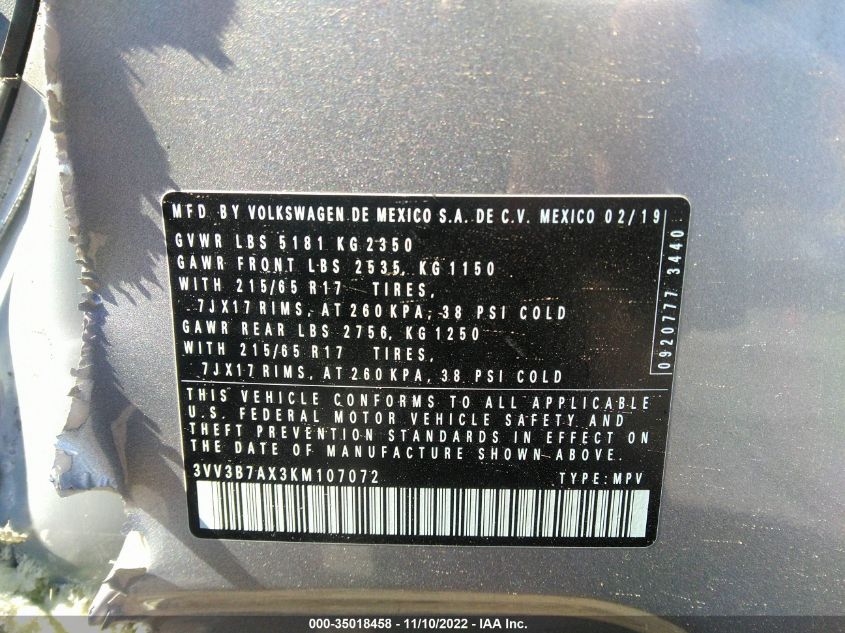 MFD BY VOLKSWAGEN DE MEXICO S.A. DE C.V. MEXICO 02/19
GVWR LBS 5181 KG 2350
GAWR FRONT LBS 2535, KG 1150
WITH 215/65 R17 TIRES,
7JX17 RIMS, AT 260 KPA, 38 PSI COLD
GAWR REAR LBS 2756, KG 1250
WITH 215/65 R17 TIRES,
7JX17 RIMS, AT 260 KPA, 38 PSI COLD
0920777 3440
THIS VEHICLE CONFORMS TO ALL APPLICABLE
U.S. FEDERAL MOTOR VEHICLE SAFETY AND
THEFT PREVENTION STANDARDS IN EFFECT ON
THE DATE OF MANUFACTURE SHOWN ABOVE.
3VV3B7AX3KM107072 TYPE: MPV
000-35018458 - 11/10/2022 - IAA Inc.